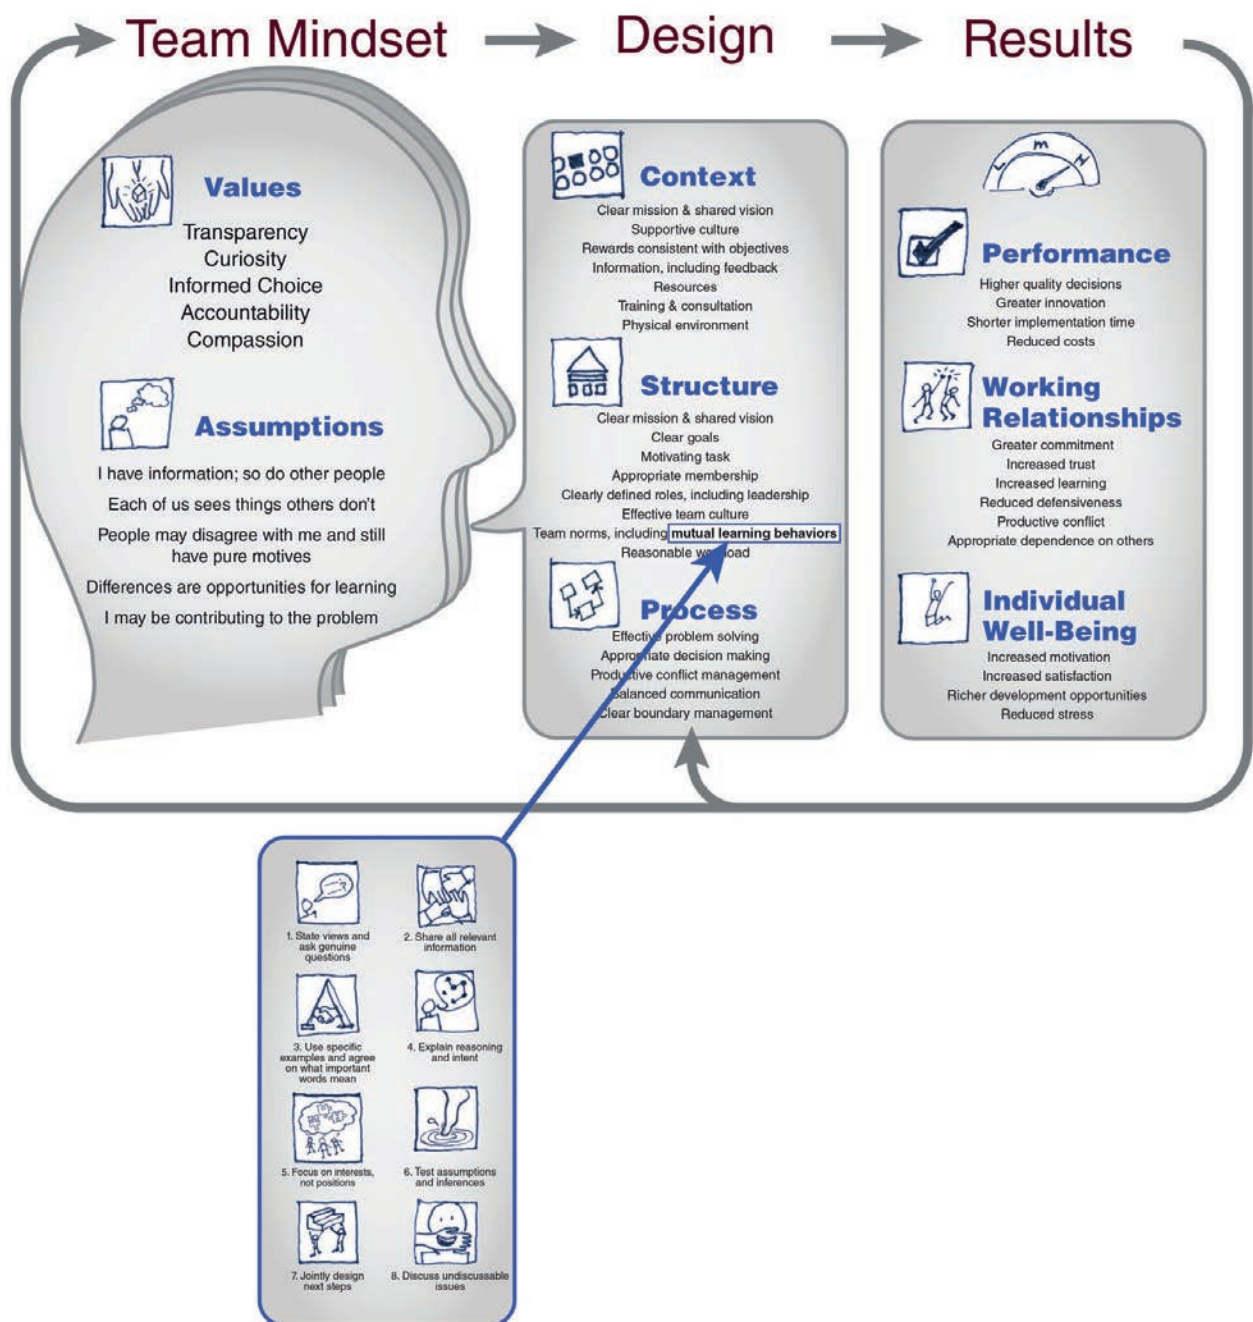 Team Mindset
Design
Results
Values
Transparency
Curiosity
Informed Choice
Accountability
Compassion
Assumptions
I have information; so do other people
Each of us sees things others don't
People may disagree with me and still
have pure motives
Differences are opportunities for learning
I may be contributing to the problem
Context
Clear mission & shared vision
Supportive culture
Rewards consistent with objectives
Information, including feedback
Resources
Training & consultation
Physical environment
Structure
Clear mission & shared vision
Clear goals
Motivating task
Appropriate membership
Clearly defined roles, including leadership
Effective team culture
Team norms, including mutual learning behaviors
Reasonable workload
Process
Effective problem solving
Appropriate decision making
Productive conflict management
Balanced communication
Clear boundary management
L m H
Performance
Higher quality decisions
Greater innovation
Shorter implementation time
Reduced costs
Working
Relationships
Greater commitment
Increased trust
Increased learning
Reduced defensiveness
Productive conflict
Appropriate dependence on others
Individual
Well-Being
Increased motivation
Increased satisfaction
Richer development opportunities
Reduced stress
1. State views and
ask genuine
questions
2. Share all relevant
information
3. Use specific
examples and agree
on what important
words mean
4. Explain reasoning
and intent
5. Focus on interests,
not positions
6. Test assumptions
and inferences
7. Jointly design
next steps
8. Discuss undiscussable
issues